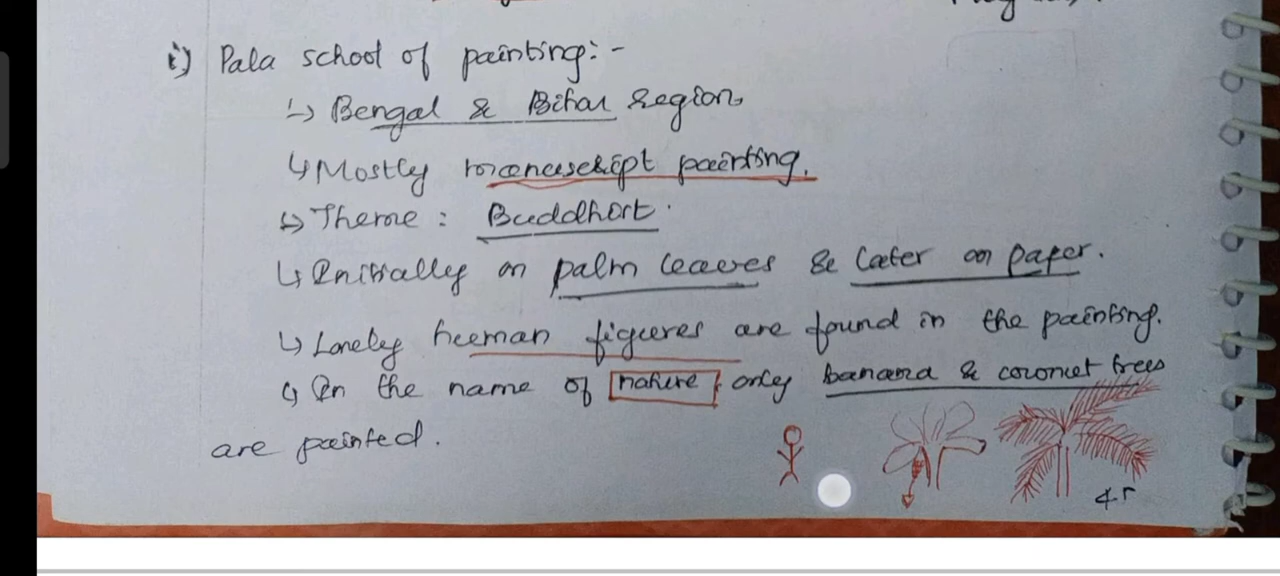 i) Pala school of painting:-
↳ Bengal & Bihar region.
↳ Mostly manuscript painting.
↳ Theme: Buddhist.
↳ Initially on palm leaves & later on paper.
↳ Lonely human figures are found in the painting.
↳ In the name of nature, only banana & coconut trees
are painted.